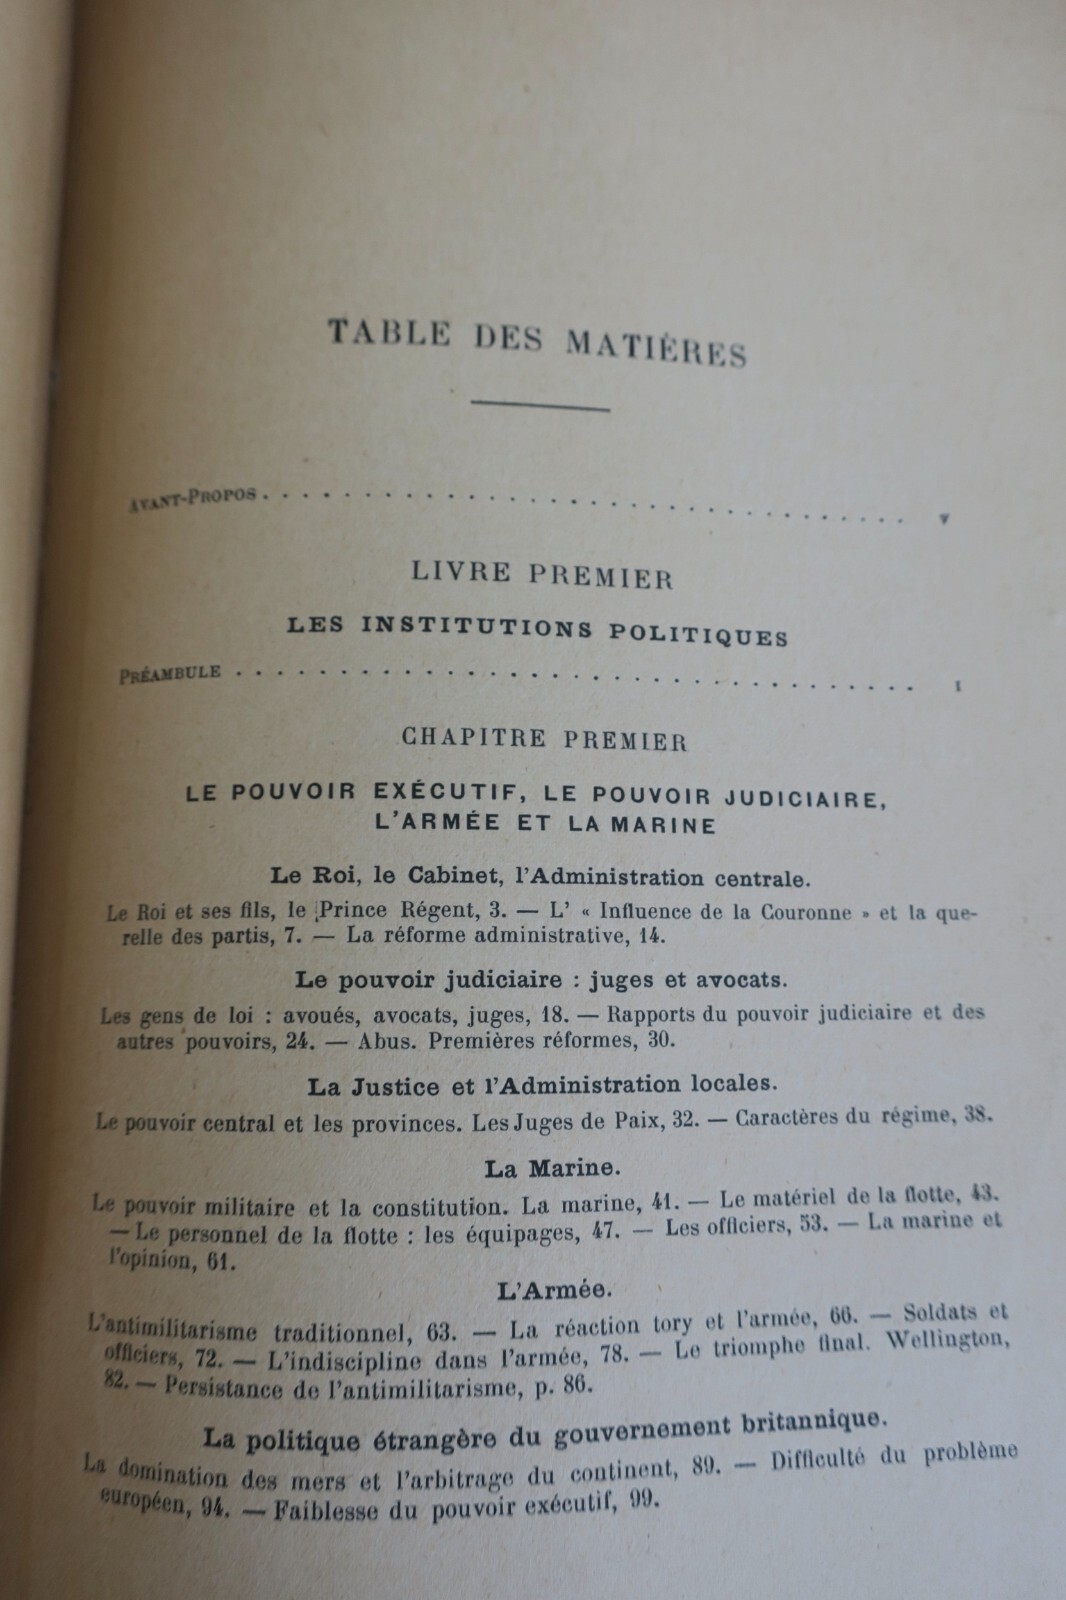 TABLE DES MATIÈRES
AVANT-PROPOS . . . . . . . . . . . . . . . . . . . . . . . . . . . . . . . . V
LIVRE PREMIER
LES INSTITUTIONS POLITIQUES
PRÉAMBULE . . . . . . . . . . . . . . . . . . . . . . . . . . . . . . . . . 1
CHAPITRE PREMIER
LE POUVOIR EXÉCUTIF, LE POUVOIR JUDICIAIRE,
L'ARMÉE ET LA MARINE
Le Roi, le Cabinet, l'Administration centrale.
Le Roi et ses fils, le Prince Régent, 3. — L' « Influence de la Couronne » et la que-
relle des partis, 7. — La réforme administrative, 14.
Le pouvoir judiciaire : juges et avocats.
Les gens de loi : avoués, avocats, juges, 18. — Rapports du pouvoir judiciaire et des
autres pouvoirs, 24. — Abus. Premières réformes, 30.
La Justice et l'Administration locales.
Le pouvoir central et les provinces. Les Juges de Paix, 32. — Caractères du régime, 38.
La Marine.
Le pouvoir militaire et la constitution. La marine, 41. — Le matériel de la flotte, 43.
— Le personnel de la flotte : les équipages, 47. — Les officiers, 53. — La marine et
l'opinion, 61.
L'Armée.
L'antimilitarisme traditionnel, 63. — La réaction tory et l'armée, 66. — Soldats et
officiers, 72. — L'indiscipline dans l'armée, 78. — Le triomphe final. Wellington,
82. — Persistance de l'antimilitarisme, p. 86.
La politique étrangère du gouvernement britannique.
La domination des mers et l'arbitrage du continent, 89. — Difficulté du problème
européen, 94. — Faiblesse du pouvoir exécutif, 99.